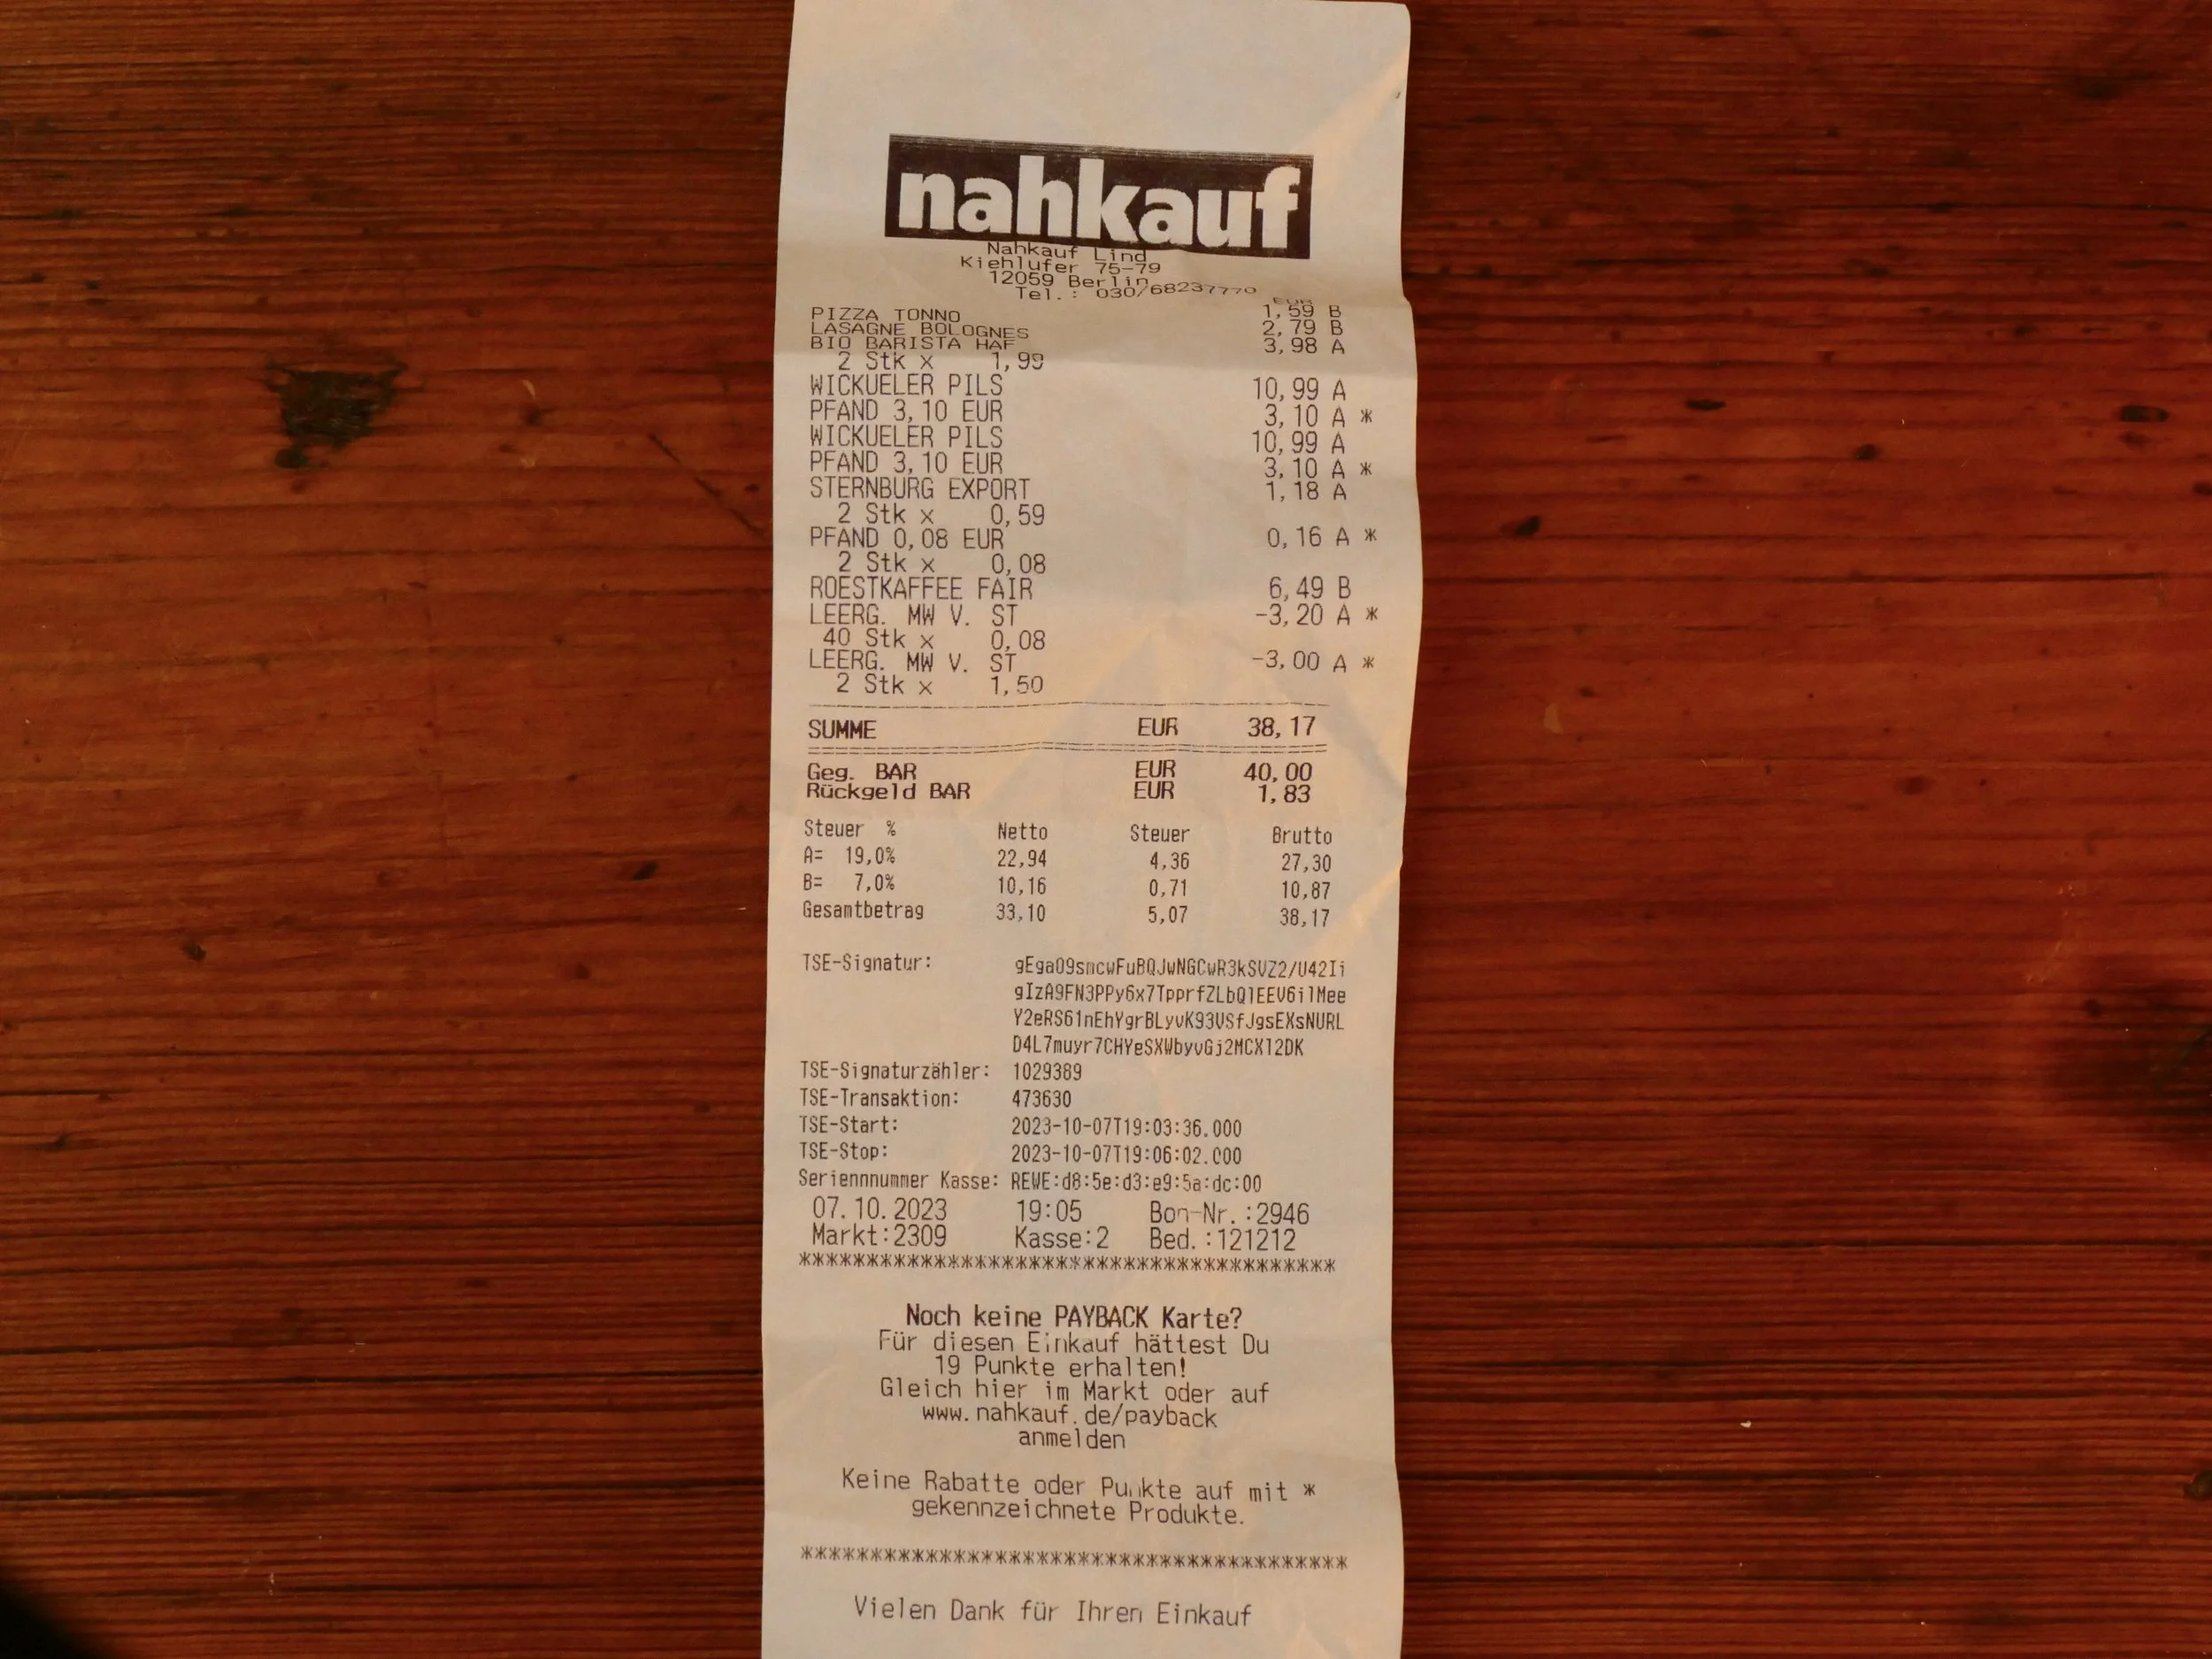 nahkauf
Nahkauf Lind
Kiehlufer 75-79
12059 Berlin
Tel.: 030/68237770
EUR
PIZZA TONNO 1,59 B
LASAGNE BOLOGNES 2,79 B
BIO BARISTA HAF 3,98 A
2 Stk x 1,99
WICKUELER PILS 10,99 A
PFAND 3,10 EUR 3,10 A *
WICKUELER PILS 10,99 A
PFAND 3,10 EUR 3,10 A *
STERNBURG EXPORT 1,18 A
2 Stk x 0,59
PFAND 0,08 EUR 0,16 A *
2 Stk x 0,08
ROESTKAFFEE FAIR 6,49 B
LEERG. MW V. ST -3,20 A *
40 Stk x 0,08
LEERG. MW V. ST -3,00 A *
2 Stk x 1,50
SUMME EUR 38,17
Geg. BAR EUR 40,00
Rückgeld BAR EUR 1,83
Steuer % Netto Steuer Brutto
A= 19,0% 22,94 4,36 27,30
B= 7,0% 10,16 0,71 10,87
Gesamtbetrag 33,10 5,07 38,17
TSE-Signatur: gEgaO9smcwFuBQJwNGCwR3kSVZ2/U42Ii
gIzA9FN3PPy6x7TpprfZLbQlEEV6ilMee
Y2eRS61nEhYgrBLyvK93VSfJgsEXsNURL
D4L7muyr7CHYeSXWbyvGj2MCXl2DK
TSE-Signaturzähler: 1029389
TSE-Transaktion: 473630
TSE-Start: 2023-10-07T19:03:36.000
TSE-Stop: 2023-10-07T19:06:02.000
Seriennnummer Kasse: REWE:d8:5e:d3:e9:5a:dc:00
07.10.2023 19:05 Bon-Nr.:2946
Markt:2309 Kasse:2 Bed.:121212
****************************************
Noch keine PAYBACK Karte?
Für diesen Einkauf hättest Du
19 Punkte erhalten!
Gleich hier im Markt oder auf
www.nahkauf.de/payback
anmelden
Keine Rabatte oder Punkte auf mit *
gekennzeichnete Produkte.
****************************************
Vielen Dank für Ihren Einkauf